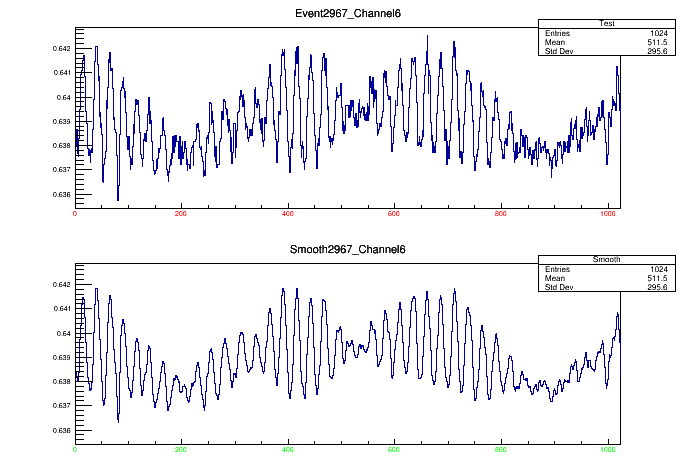 Event2967_Channel6
Test
Entries 1024
Mean 511.5
Std Dev 295.6
0.642
0.641
0.64
0.639
0.638
0.637
0.636
0 200 400 600 800 1000
Smooth2967_Channel6
Smooth
Entries 1024
Mean 511.5
Std Dev 295.6
0.642
0.641
0.64
0.639
0.638
0.637
0.636
0 200 400 600 800 1000